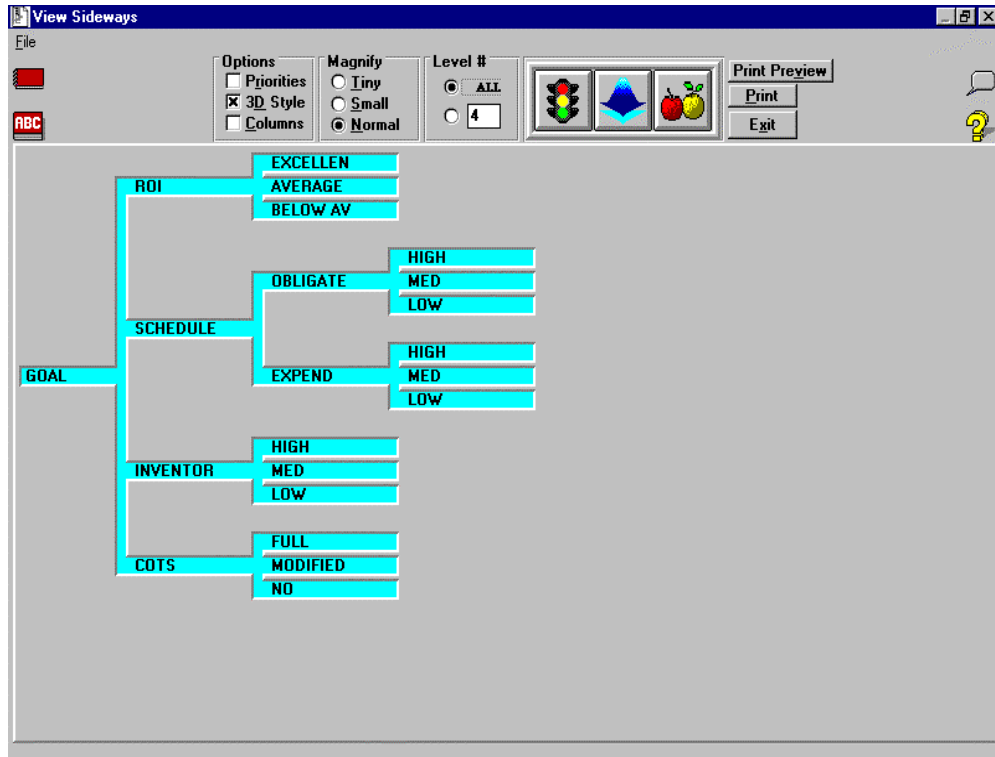 View Sideways
File
ABC
Options
Priorities
3D Style
Columns
Magnify
Tiny
Small
Normal
Level #
ALL
4
Print Preview
Print
Exit
GOAL
ROI
EXCELLEN
AVERAGE
BELOW AV
SCHEDULE
OBLIGATE
HIGH
MED
LOW
EXPEND
HIGH
MED
LOW
INVENTOR
HIGH
MED
LOW
COTS
FULL
MODIFIED
NO